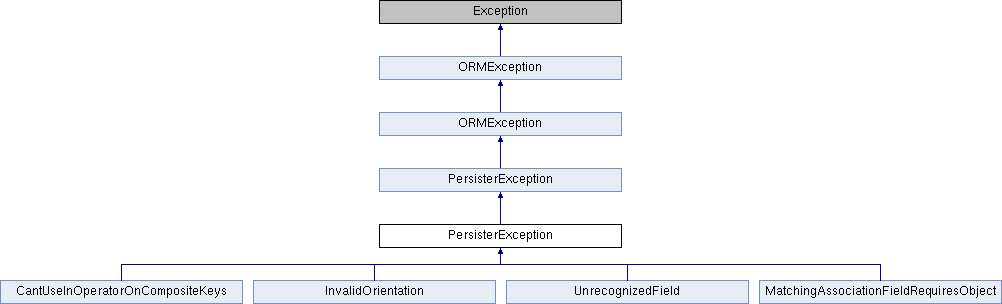 Exception
ORMException
ORMException
PersisterException
PersisterException
CantUseInOperatorOnCompositeKeys
InvalidOrientation
UnrecognizedField
MatchingAssociationFieldRequiresObject